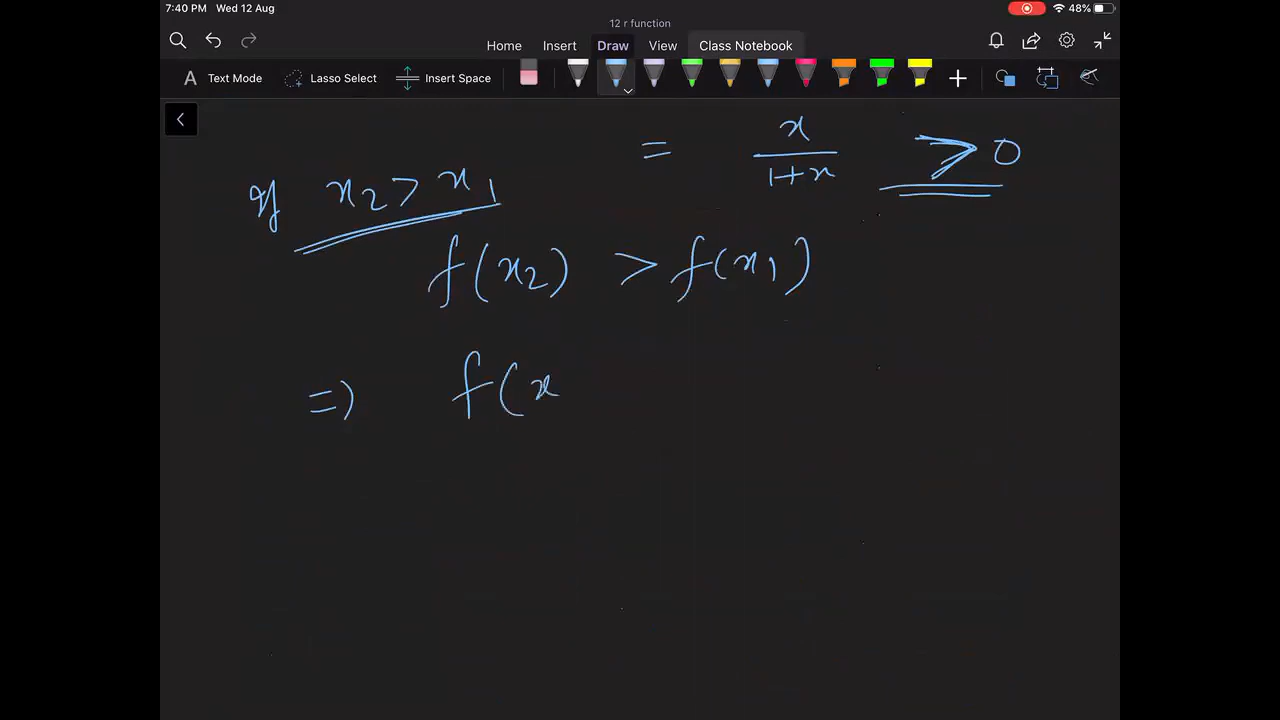 7:40 PM Wed 12 Aug
48%
12 r function
Home Insert Draw View Class Notebook
Text Mode Lasso Select Insert Space
= x/(1+x) ≥ 0
If x₂ > x₁
f(x₂) > f(x₁)
=> f(x